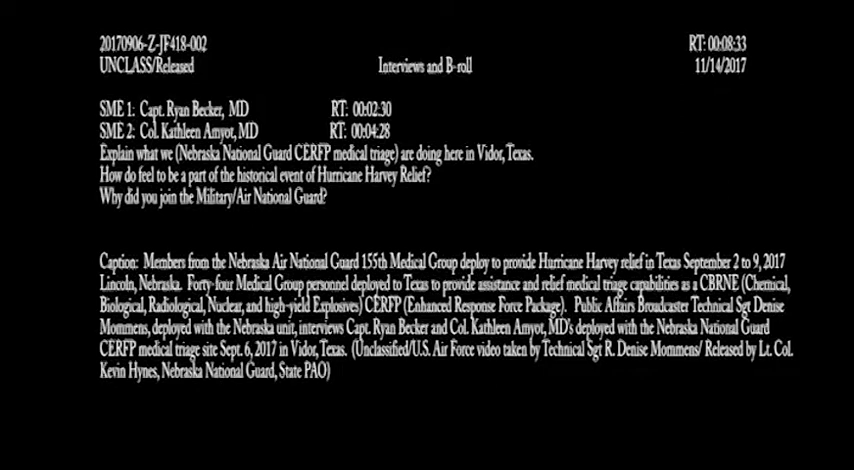 20170906-Z-JF418-002 RT: 00:08:33
UNCLASS/Released Interviews and B-roll 11/14/2017
SME 1: Capt. Ryan Becker, MD RT: 00:02:30
SME 2: Col. Kathleen Amyot, MD RT: 00:04:28
Explain what we (Nebraska National Guard CERFP medical triage) are doing here in Vidor, Texas.
How do feel to be a part of the historical event of Hurricane Harvey Relief?
Why did you join the Military/Air National Guard?
Caption: Members from the Nebraska Air National Guard 155th Medical Group deploy to provide Hurricane Harvey relief in Texas September 2 to 9, 2017
Lincoln, Nebraska. Forty-four Medical Group personnel deployed to Texas to provide assistance and relief medical triage capabilities as a CBRNE (Chemical,
Biological, Radiological, Nuclear, and high-yield Explosives) CERFP (Enhanced Response Force Package). Public Affairs Broadcaster Technical Sgt Denise
Mommens, deployed with the Nebraska unit, interviews Capt. Ryan Becker and Col. Kathleen Amyot, MD's deployed with the Nebraska National Guard
CERFP medical triage site Sept. 6, 2017 in Vidor, Texas. (Unclassified/U.S. Air Force video taken by Technical Sgt R. Denise Mommens/ Released by Lt. Col.
Kevin Hynes, Nebraska National Guard, State PAO)